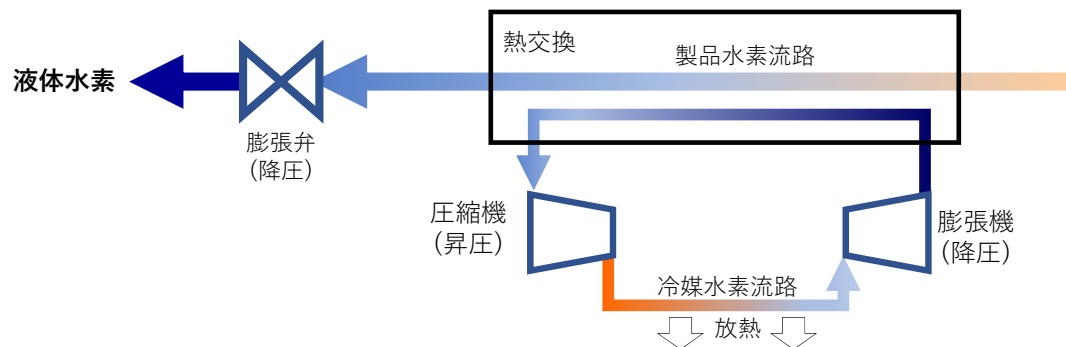 熱交換
製品水素流路
液体水素
膨張弁
(降圧)
圧縮機
(昇圧)
膨張機
(降圧)
冷媒水素流路
放熱